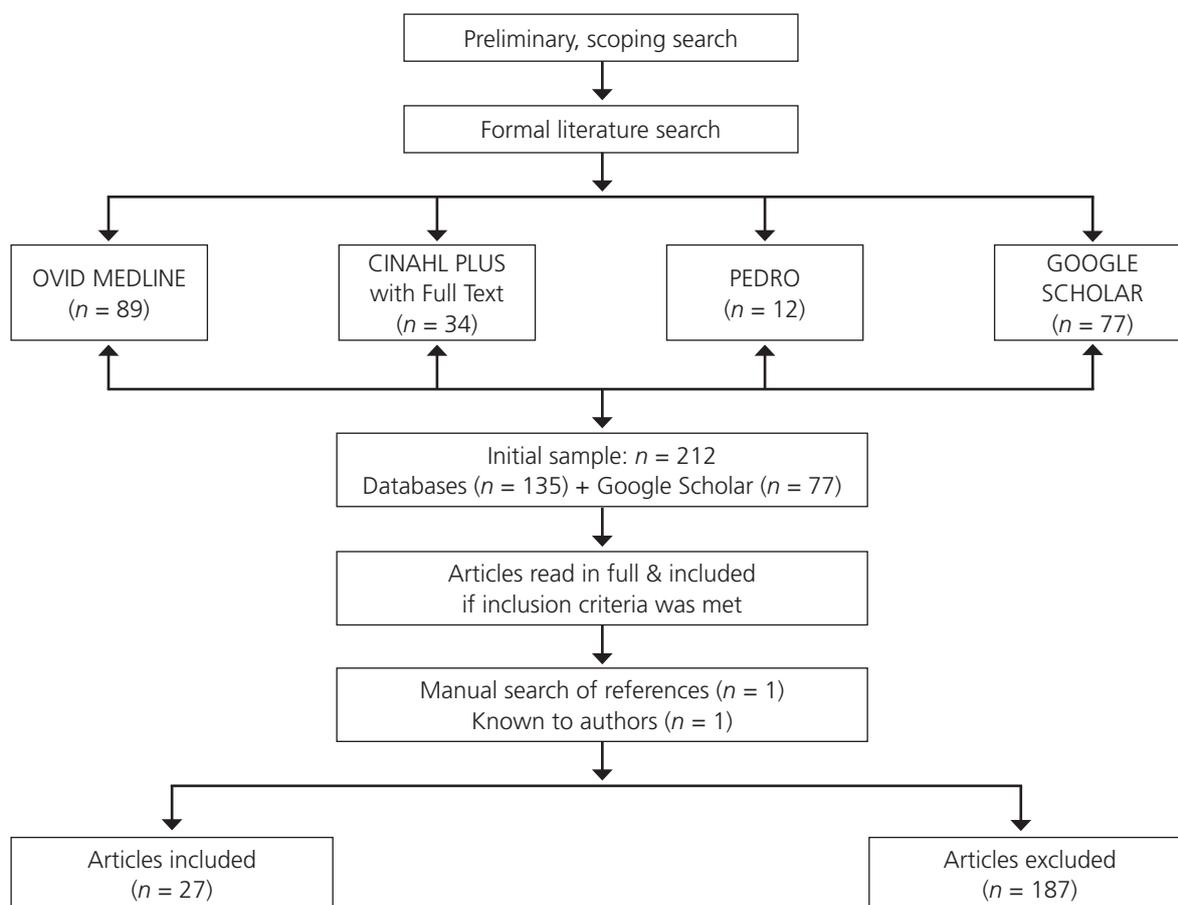 Preliminary, scoping search
Formal literature search
OVID MEDLINE
(n = 89)
CINAHL PLUS
with Full Text
(n = 34)
PEDRO
(n = 12)
GOOGLE
SCHOLAR
(n = 77)
Initial sample: n = 212
Databases (n = 135) + Google Scholar (n = 77)
Articles read in full & included
if inclusion criteria was met
Manual search of references (n = 1)
Known to authors (n = 1)
Articles included
(n = 27)
Articles excluded
(n = 187)